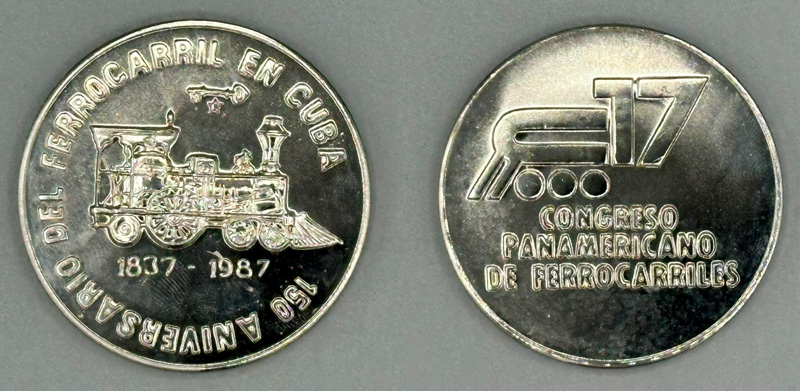 150 ANIVERSARIO DEL FERROCARRIL EN CUBA
1837 - 1987
17
CONGRESO
PANAMERICANO
DE FERROCARRILES